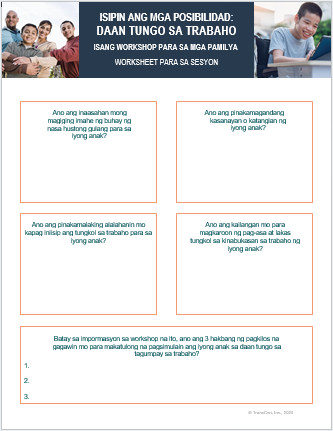 ISIPIN ANG MGA POSIBILIDAD:
DAAN TUNGO SA TRABAHO
ISANG WORKSHOP PARA SA MGA PAMILYA
WORKSHEET PARA SA SESYON
Ano ang inaasahan mong
magiging imahe ng buhay ng
nasa hustong gulang para sa
iyong anak?
Ano ang pinakamagandang
kasanayan o katangian ng
iyong anak?
Ano ang pinakamalaking alalahanin mo
kapag iniisip ang tungkol sa trabaho para sa
iyong anak?
Ano ang kailangan mo para
magkaroon ng pag-asa at lakas
tungkol sa kinabukasan sa trabaho ng
iyong anak?
Batay sa impormasyon sa workshop na ito, ano ang 3 hakbang ng pagkilos na
gagawin mo para makatulong na pagsimulain ang iyong anak sa daan tungo sa
tagumpay sa trabaho?
1.
2.
3.